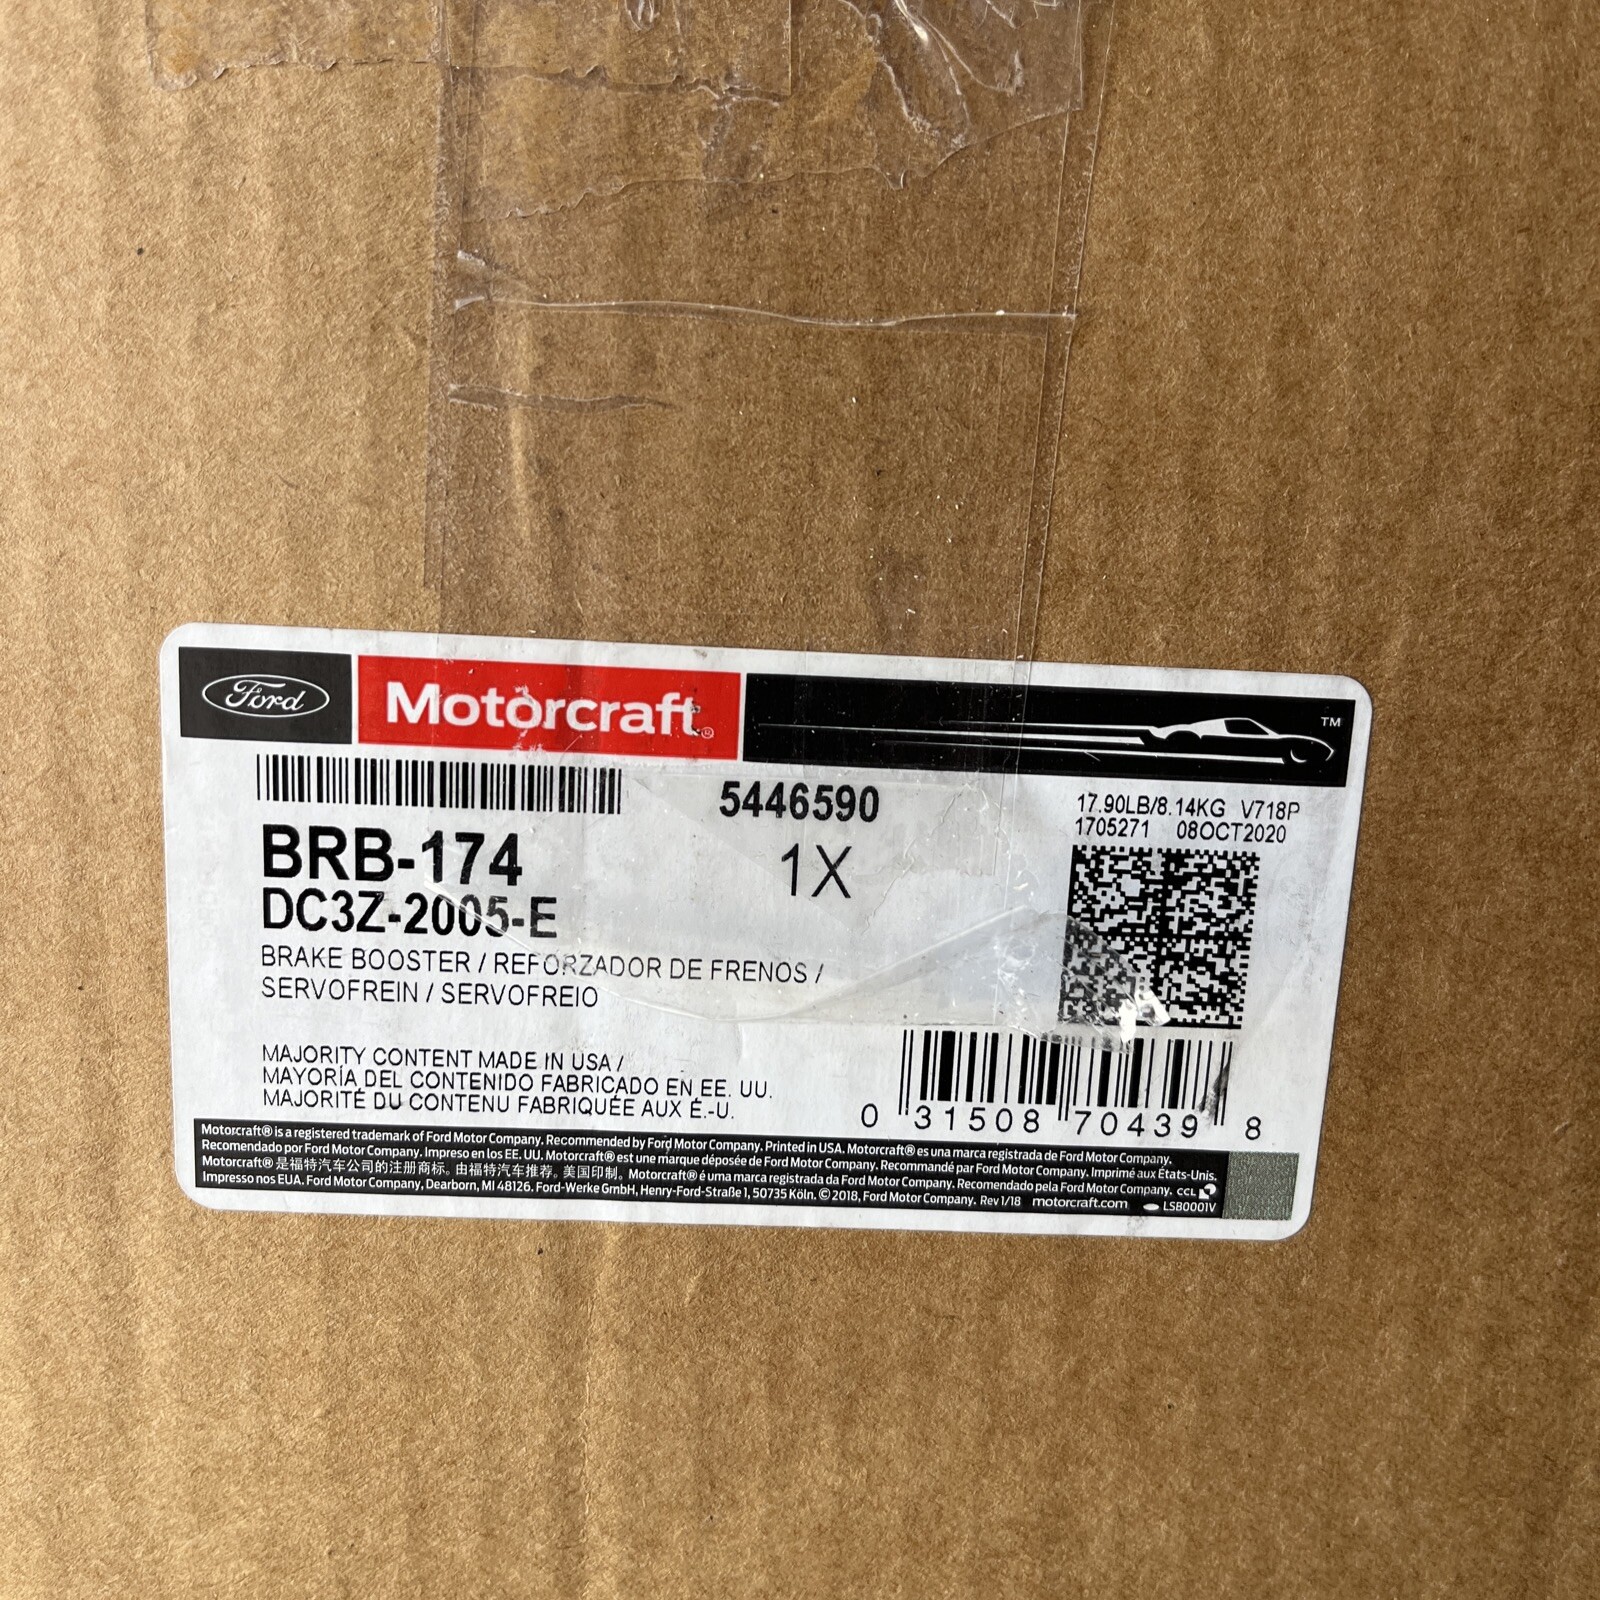 Ford
Motorcraft®
TM
5446590
17.90LB/8.14KG V718P
1705271 08OCT2020
BRB-174
1X
DC3Z-2005-E
BRAKE BOOSTER / REFORZADOR DE FRENOS /
SERVOFREIN / SERVOFREIO
MAJORITY CONTENT MADE IN USA /
MAYORÍA DEL CONTENIDO FABRICADO EN EE. UU.
MAJORITÉ DU CONTENU FABRIQUÉE AUX É.-U.
0 31508 70439 8
Motorcraft® is a registered trademark of Ford Motor Company. Recommended by Ford Motor Company. Printed in USA. Motorcraft® es una marca registrada de Ford Motor Company.
Recomendado por Ford Motor Company. Impreso en los EE. UU. Motorcraft® est une marque déposée de Ford Motor Company. Recommandé par Ford Motor Company. Imprimé aux États-Unis.
Motorcraft® 是福特汽车公司的注册商标。由福特汽车推荐。美国印制。Motorcraft® é uma marca registrada da Ford Motor Company. Recomendado pela Ford Motor Company. CCL
Impresso nos EUA. Ford Motor Company, Dearborn, MI 48126. Ford-Werke GmbH, Henry-Ford-Straße 1, 50735 Köln. © 2018, Ford Motor Company. Rev 1/18 motorcraft.com LSB0001V